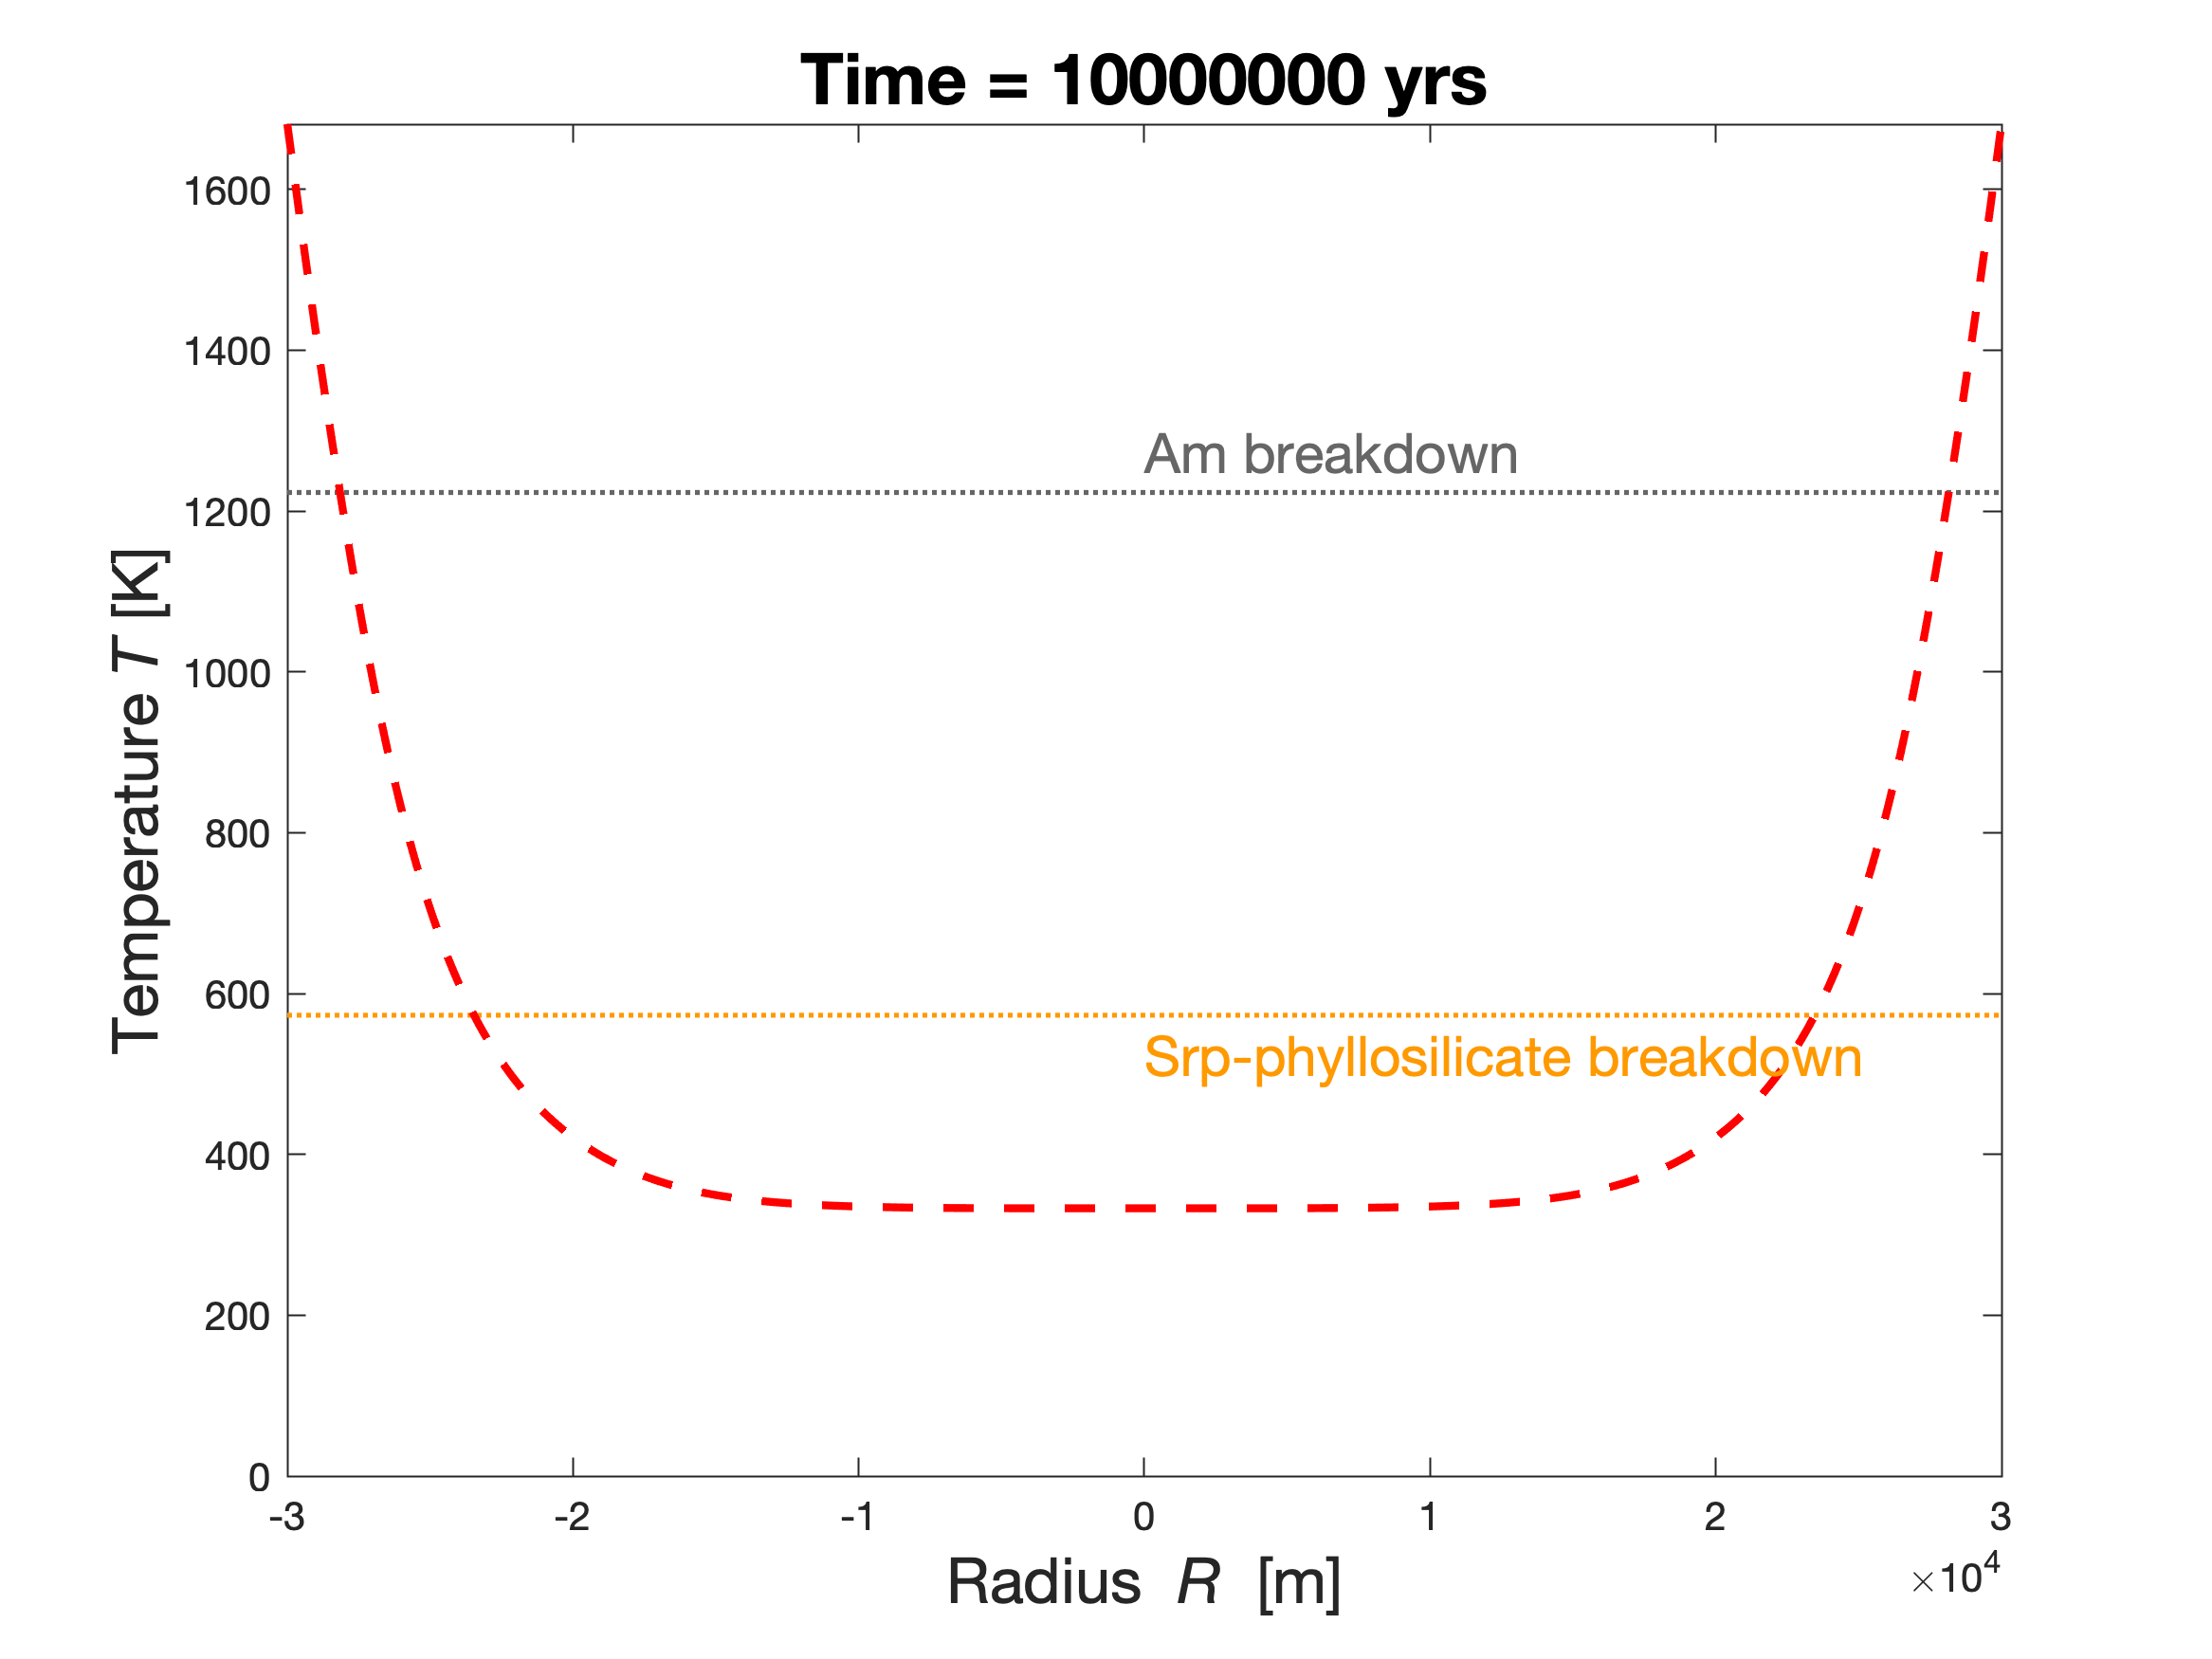 Time = 10000000 yrs
1600
1400
Am breakdown
1200
1000
Temperature T [K]
800
600
Srp-phyllosilicate breakdown
400
200
0
-3 -2 -1 0 1 2 3
Radius R [m]
×10⁴